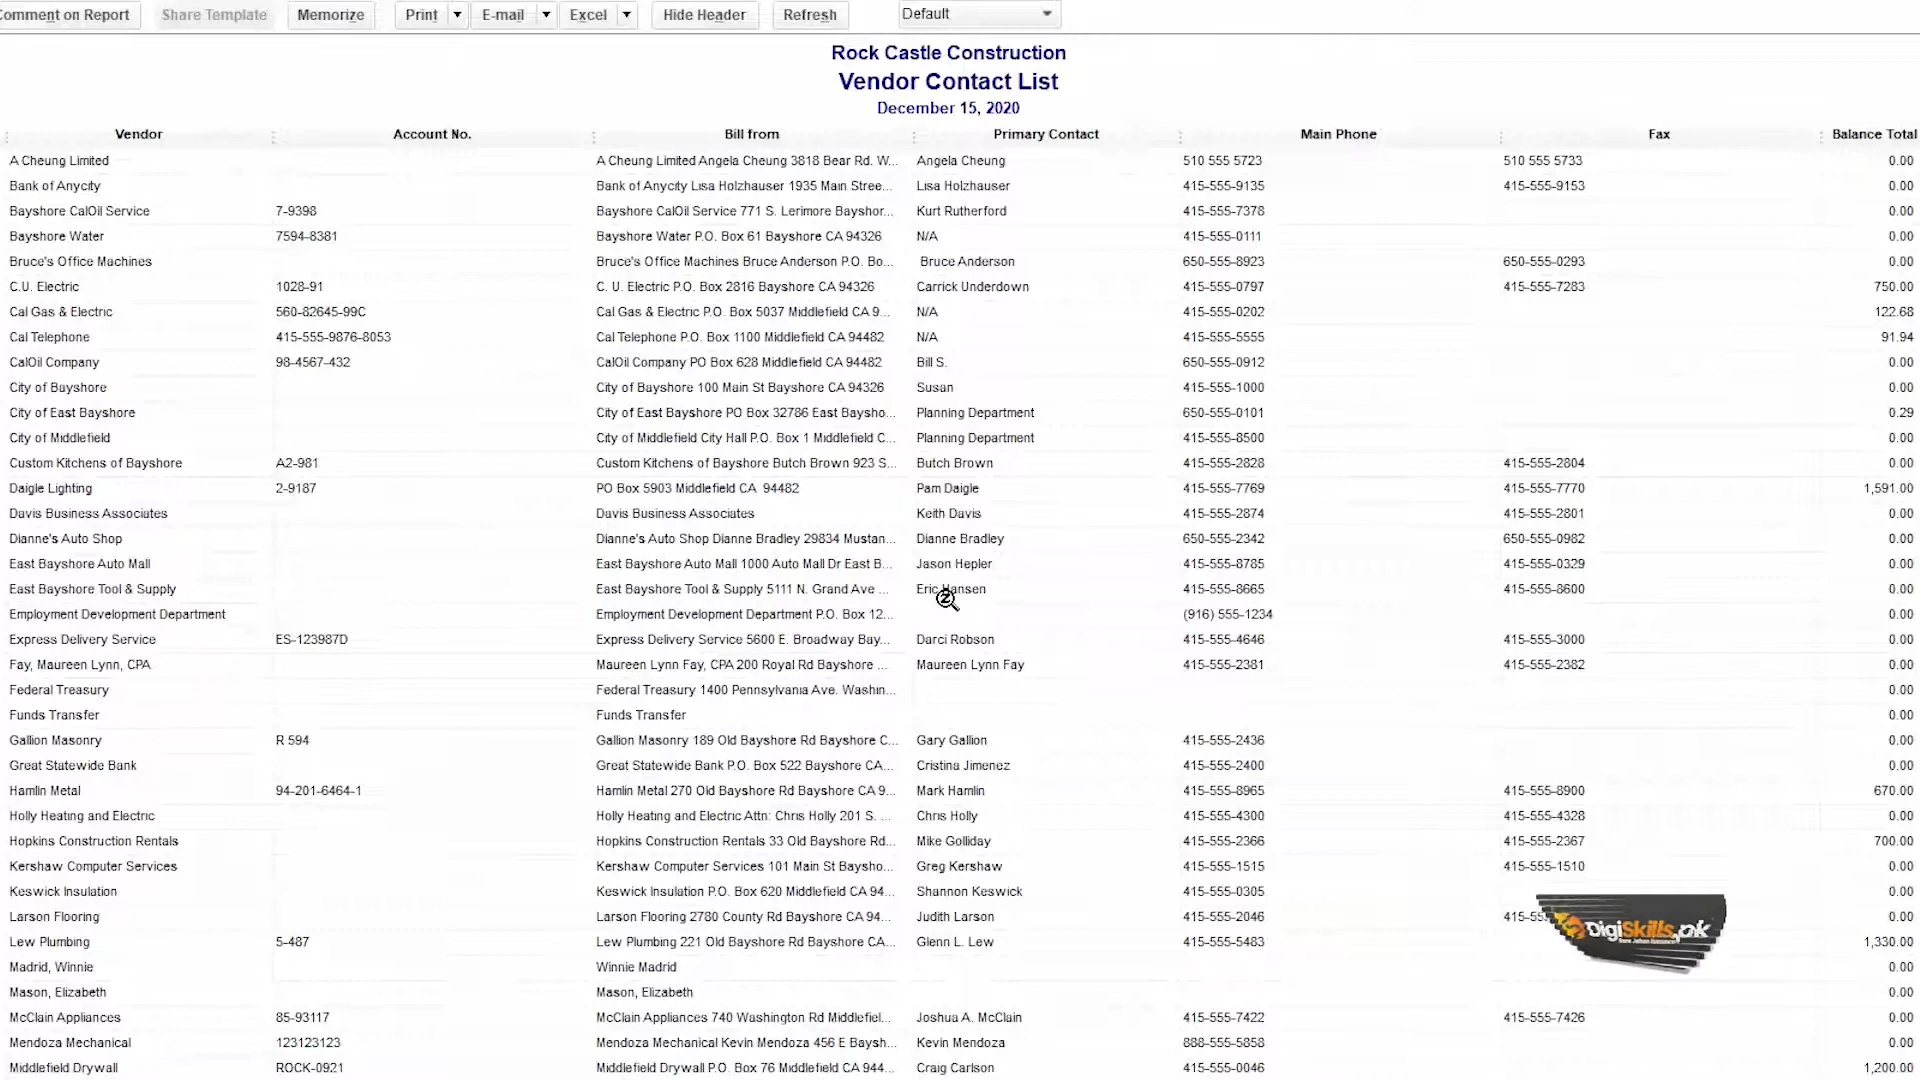 Comment on Report Share Template Memorize Print E-mail Excel Hide Header Refresh Default
Rock Castle Construction
Vendor Contact List
December 15, 2020
Vendor Account No. Bill from Primary Contact Main Phone Fax Balance Total
A Cheung Limited A Cheung Limited Angela Cheung 3818 Bear Rd. W... Angela Cheung 510 555 5723 510 555 5733 0.00
Bank of Anycity Bank of Anycity Lisa Holzhauser 1935 Main Stree... Lisa Holzhauser 415-555-9135 415-555-9153 0.00
Bayshore CalOil Service 7-9398 Bayshore CalOil Service 771 S. Lerimore Bayshor... Kurt Rutherford 415-555-7378 0.00
Bayshore Water 7594-8381 Bayshore Water P.O. Box 61 Bayshore CA 94326 N/A 415-555-0111 0.00
Bruce's Office Machines Bruce's Office Machines Bruce Anderson P.O. Bo... Bruce Anderson 650-555-8923 650-555-0293 0.00
C.U. Electric 1028-91 C. U. Electric P.O. Box 2816 Bayshore CA 94326 Carrick Underdown 415-555-0797 415-555-7283 750.00
Cal Gas & Electric 560-82645-99C Cal Gas & Electric P.O. Box 5037 Middlefield CA 9... N/A 415-555-0202 122.68
Cal Telephone 415-555-9876-8053 Cal Telephone P.O. Box 1100 Middlefield CA 94482 N/A 415-555-5555 91.94
CalOil Company 98-4567-432 CalOil Company PO Box 628 Middlefield CA 94482 Bill S. 650-555-0912 0.00
City of Bayshore City of Bayshore 100 Main St Bayshore CA 94326 Susan 415-555-1000 0.00
City of East Bayshore City of East Bayshore PO Box 32786 East Baysho... Planning Department 650-555-0101 0.29
City of Middlefield City of Middlefield City Hall P.O. Box 1 Middlefield C... Planning Department 415-555-8500 0.00
Custom Kitchens of Bayshore A2-981 Custom Kitchens of Bayshore Butch Brown 923 S... Butch Brown 415-555-2828 415-555-2804 0.00
Daigle Lighting 2-9187 PO Box 5903 Middlefield CA 94482 Pam Daigle 415-555-7769 415-555-7770 1,591.00
Davis Business Associates Davis Business Associates Keith Davis 415-555-2874 415-555-2801 0.00
Dianne's Auto Shop Dianne's Auto Shop Dianne Bradley 29834 Mustan... Dianne Bradley 650-555-2342 650-555-0982 0.00
East Bayshore Auto Mall East Bayshore Auto Mall 1000 Auto Mall Dr East B... Jason Hepler 415-555-8785 415-555-0329 0.00
East Bayshore Tool & Supply East Bayshore Tool & Supply 5111 N. Grand Ave ... Eric Hansen 415-555-8665 415-555-8600 0.00
Employment Development Department Employment Development Department P.O. Box 12... (916) 555-1234 0.00
Express Delivery Service ES-123987D Express Delivery Service 5600 E. Broadway Bay... Darci Robson 415-555-4646 415-555-3000 0.00
Fay, Maureen Lynn, CPA Maureen Lynn Fay, CPA 200 Royal Rd Bayshore ... Maureen Lynn Fay 415-555-2381 415-555-2382 0.00
Federal Treasury Federal Treasury 1400 Pennsylvania Ave. Washin... 0.00
Funds Transfer Funds Transfer 0.00
Gallion Masonry R 594 Gallion Masonry 189 Old Bayshore Rd Bayshore C... Gary Gallion 415-555-2436 0.00
Great Statewide Bank Great Statewide Bank P.O. Box 522 Bayshore CA... Cristina Jimenez 415-555-2400 0.00
Hamlin Metal 94-201-6464-1 Hamlin Metal 270 Old Bayshore Rd Bayshore CA 9... Mark Hamlin 415-555-8965 415-555-8900 670.00
Holly Heating and Electric Holly Heating and Electric Attn: Chris Holly 201 S. ... Chris Holly 415-555-4300 415-555-4328 0.00
Hopkins Construction Rentals Hopkins Construction Rentals 33 Old Bayshore Rd... Mike Golliday 415-555-2366 415-555-2367 700.00
Kershaw Computer Services Kershaw Computer Services 101 Main St Baysho... Greg Kershaw 415-555-1515 415-555-1510 0.00
Keswick Insulation Keswick Insulation P.O. Box 620 Middlefield CA 94... Shannon Keswick 415-555-0305 0.00
Larson Flooring Larson Flooring 2780 County Rd Bayshore CA 94... Judith Larson 415-555-2046 415-55 0.00
DigiSkills.pk
Lew Plumbing 5-487 Lew Plumbing 221 Old Bayshore Rd Bayshore CA... Glenn L. Lew 415-555-5483 1,330.00
Madrid, Winnie Winnie Madrid 0.00
Mason, Elizabeth Mason, Elizabeth 0.00
McClain Appliances 85-93117 McClain Appliances 740 Washington Rd Middlefiel... Joshua A. McClain 415-555-7422 415-555-7426 0.00
Mendoza Mechanical 123123123 Mendoza Mechanical Kevin Mendoza 456 E Baysh... Kevin Mendoza 888-555-5858 0.00
Middlefield Drywall ROCK-0921 Middlefield Drywall P.O. Box 76 Middlefield CA 944... Craig Carlson 415-555-0046 1,200.00